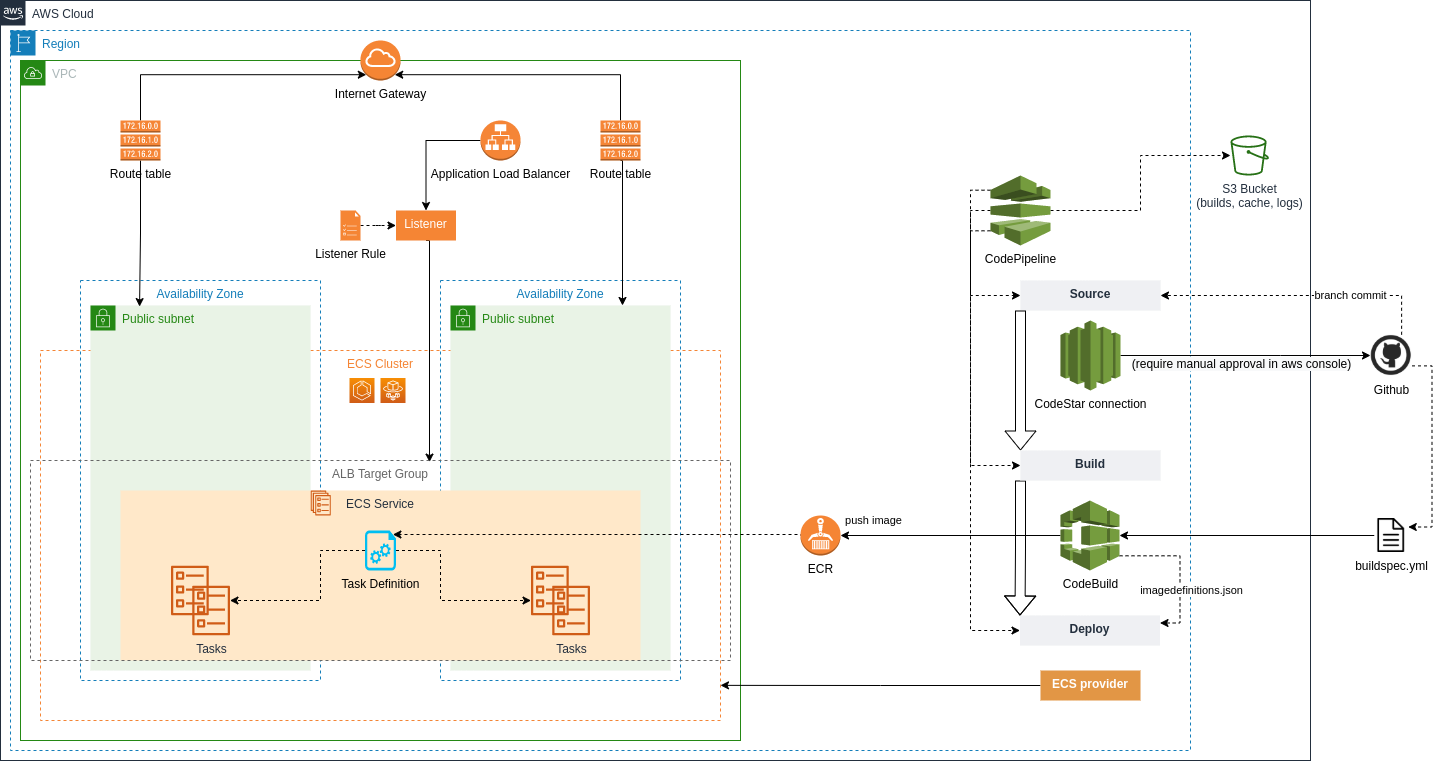 aws
AWS Cloud
Region
VPC
Internet Gateway
172.16.0.0
172.16.1.0
172.16.2.0
Route table
Application Load Balancer
172.16.0.0
172.16.1.0
172.16.2.0
Route table
Listener
Listener Rule
Availability Zone
Public subnet
Availability Zone
Public subnet
ECS Cluster
ALB Target Group
ECS Service
Task Definition
Tasks
Tasks
S3 Bucket
(builds, cache, logs)
CodePipeline
Source
branch commit
(require manual approval in aws console)
CodeStar connection
Github
Build
push image
ECR
CodeBuild
buildspec.yml
imagedefinitions.json
Deploy
ECS provider